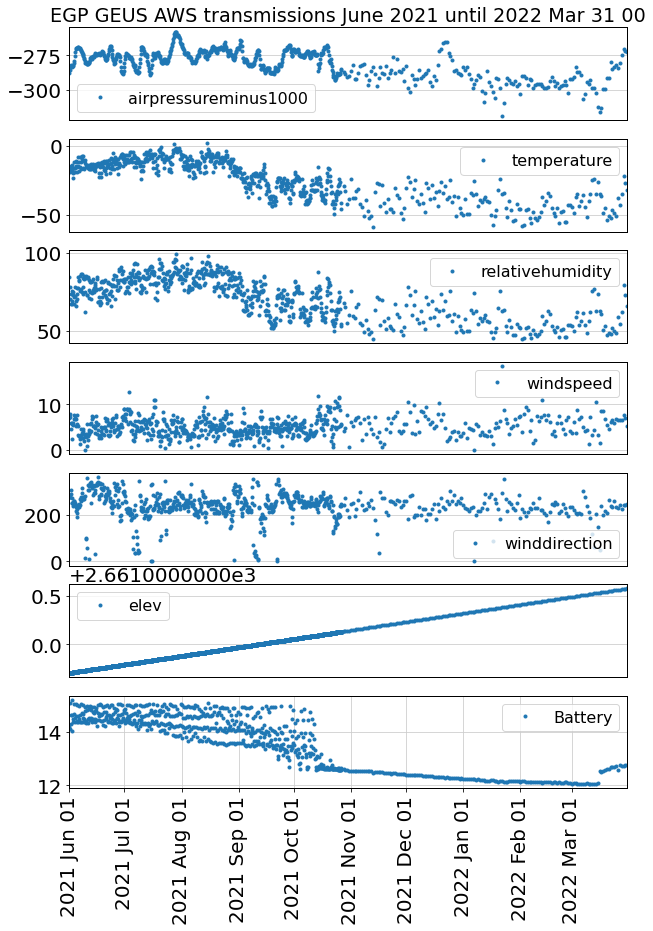 EGP GEUS AWS transmissions June 2021 until 2022 Mar 31 00
−275
−300
airpressureminus1000
0
−50
temperature
100
50
relativehumidity
10
0
windspeed
200
0
winddirection
+2.6610000000e3
0.5
0.0
elev
14
12
Battery
2021 Jun 01
2021 Jul 01
2021 Aug 01
2021 Sep 01
2021 Oct 01
2021 Nov 01
2021 Dec 01
2022 Jan 01
2022 Feb 01
2022 Mar 01